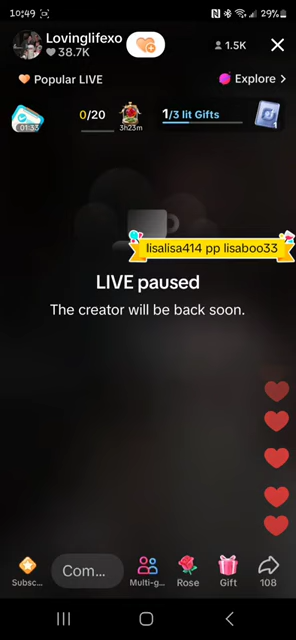 10:49
29%
Lovinglifexo
38.7K
1.5K
Popular LIVE
Explore >
01:33
0/20
3h23m
1/3 lit Gifts
lisalisa414 pp lisaboo33
LIVE paused
The creator will be back soon.
Subsc...
Com...
Multi-g...
Rose
Gift
108